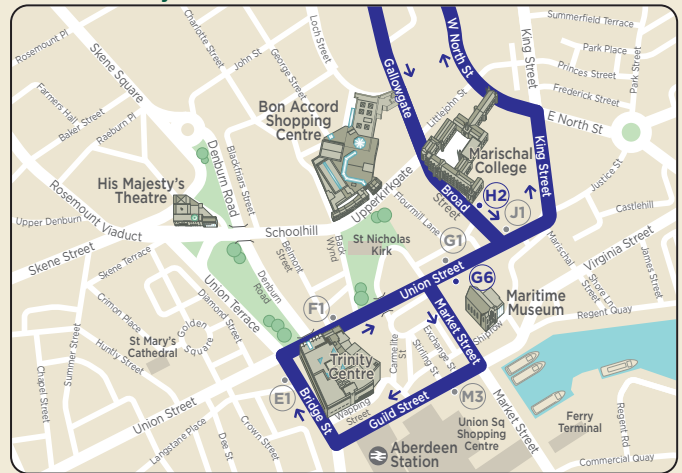 Rosemount Pl
Skene Square
Charlotte Street
John St
Loch Street
George Street
Gallowgate
W North St
King Street
Summerfield Terrace
Park Place
Princes Street
Park Street
Frederick Street
E North St
Farmers Hall
Baker Street
Raeburn Pl
Bon Accord
Shopping
Centre
Littlejohn St
Marischal
College
King Street
Justice St
Denburn Road
Blackfriars Street
His Majesty's
Theatre
Upperkirkgate
Broad
Street
H2
J1
Castlehill
Rosemount Viaduct
Upper Denburn
Schoolhill
Flourmill Lane
Back
Wynd
St Nicholas
Kirk
G1
Marischal
Street
Virginia Street
Skene Street
Skene Terrace
Belmont
Street
Denburn
Road
Union Terrace
Diamond Street
Union Street
G6
Shore Lane
James Street
Maritime
Museum
Regent Quay
Crimon Place
Golden
Square
F1
Market Street
Shiprow
St Mary's
Cathedral
Huntly Street
Summer Street
Chapel Street
Trinity
Centre
Carmelite
St
Exchange St
Stirling St
E1
Bridge St
Wapping
Street
Guild Street
M3
Market Street
Union Street
Langstane Place
Dee St
Crown Street
Union Sq
Shopping
Centre
Ferry
Terminal
Regent Rd
Aberdeen
Station
Commercial Quay